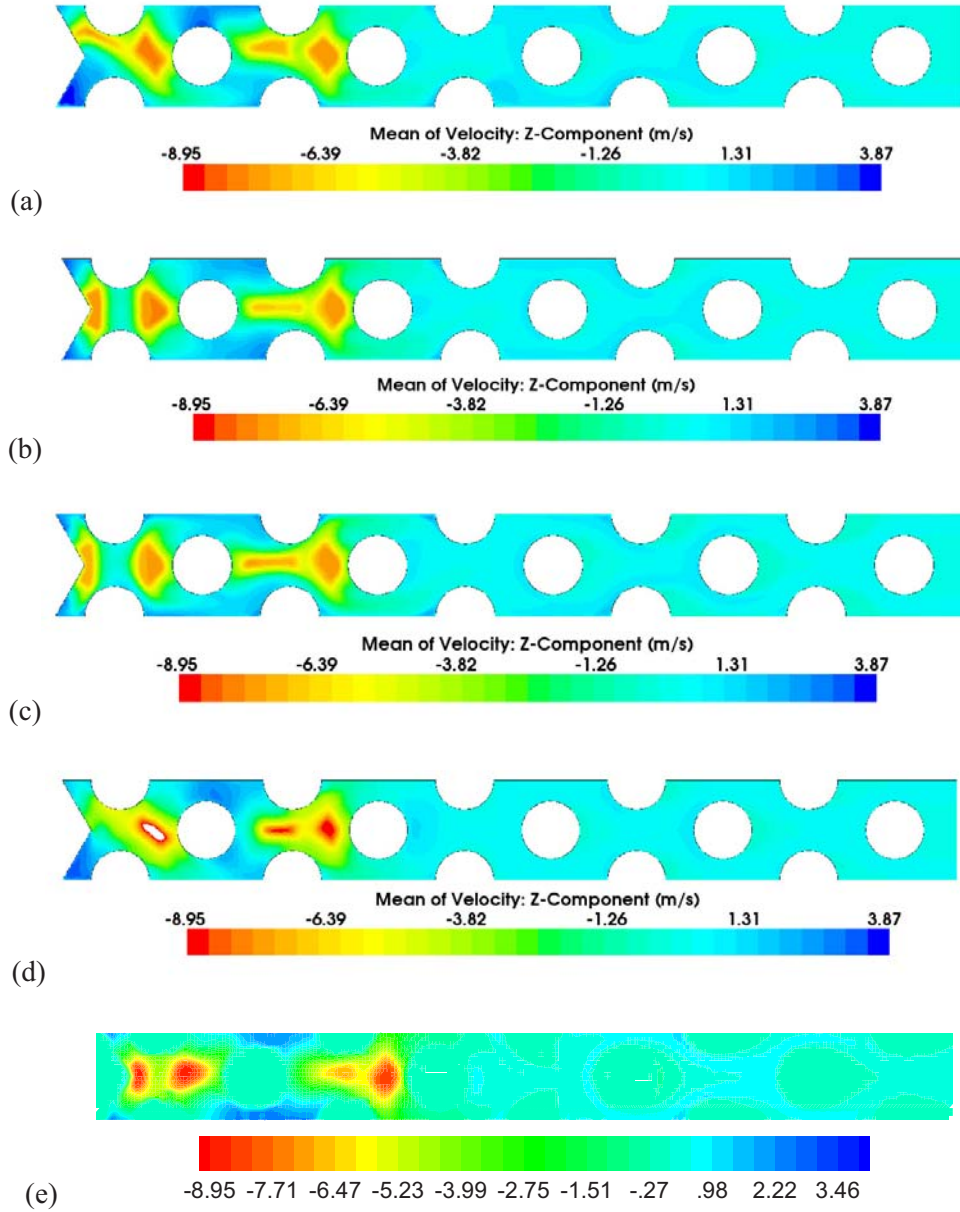 Mean of Velocity: Z-Component (m/s)
-8.95 -6.39 -3.82 -1.26 1.31 3.87
(a)
Mean of Velocity: Z-Component (m/s)
-8.95 -6.39 -3.82 -1.26 1.31 3.87
(b)
Mean of Velocity: Z-Component (m/s)
-8.95 -6.39 -3.82 -1.26 1.31 3.87
(c)
Mean of Velocity: Z-Component (m/s)
-8.95 -6.39 -3.82 -1.26 1.31 3.87
(d)
(e)
-8.95 -7.71 -6.47 -5.23 -3.99 -2.75 -1.51 -.27 .98 2.22 3.46